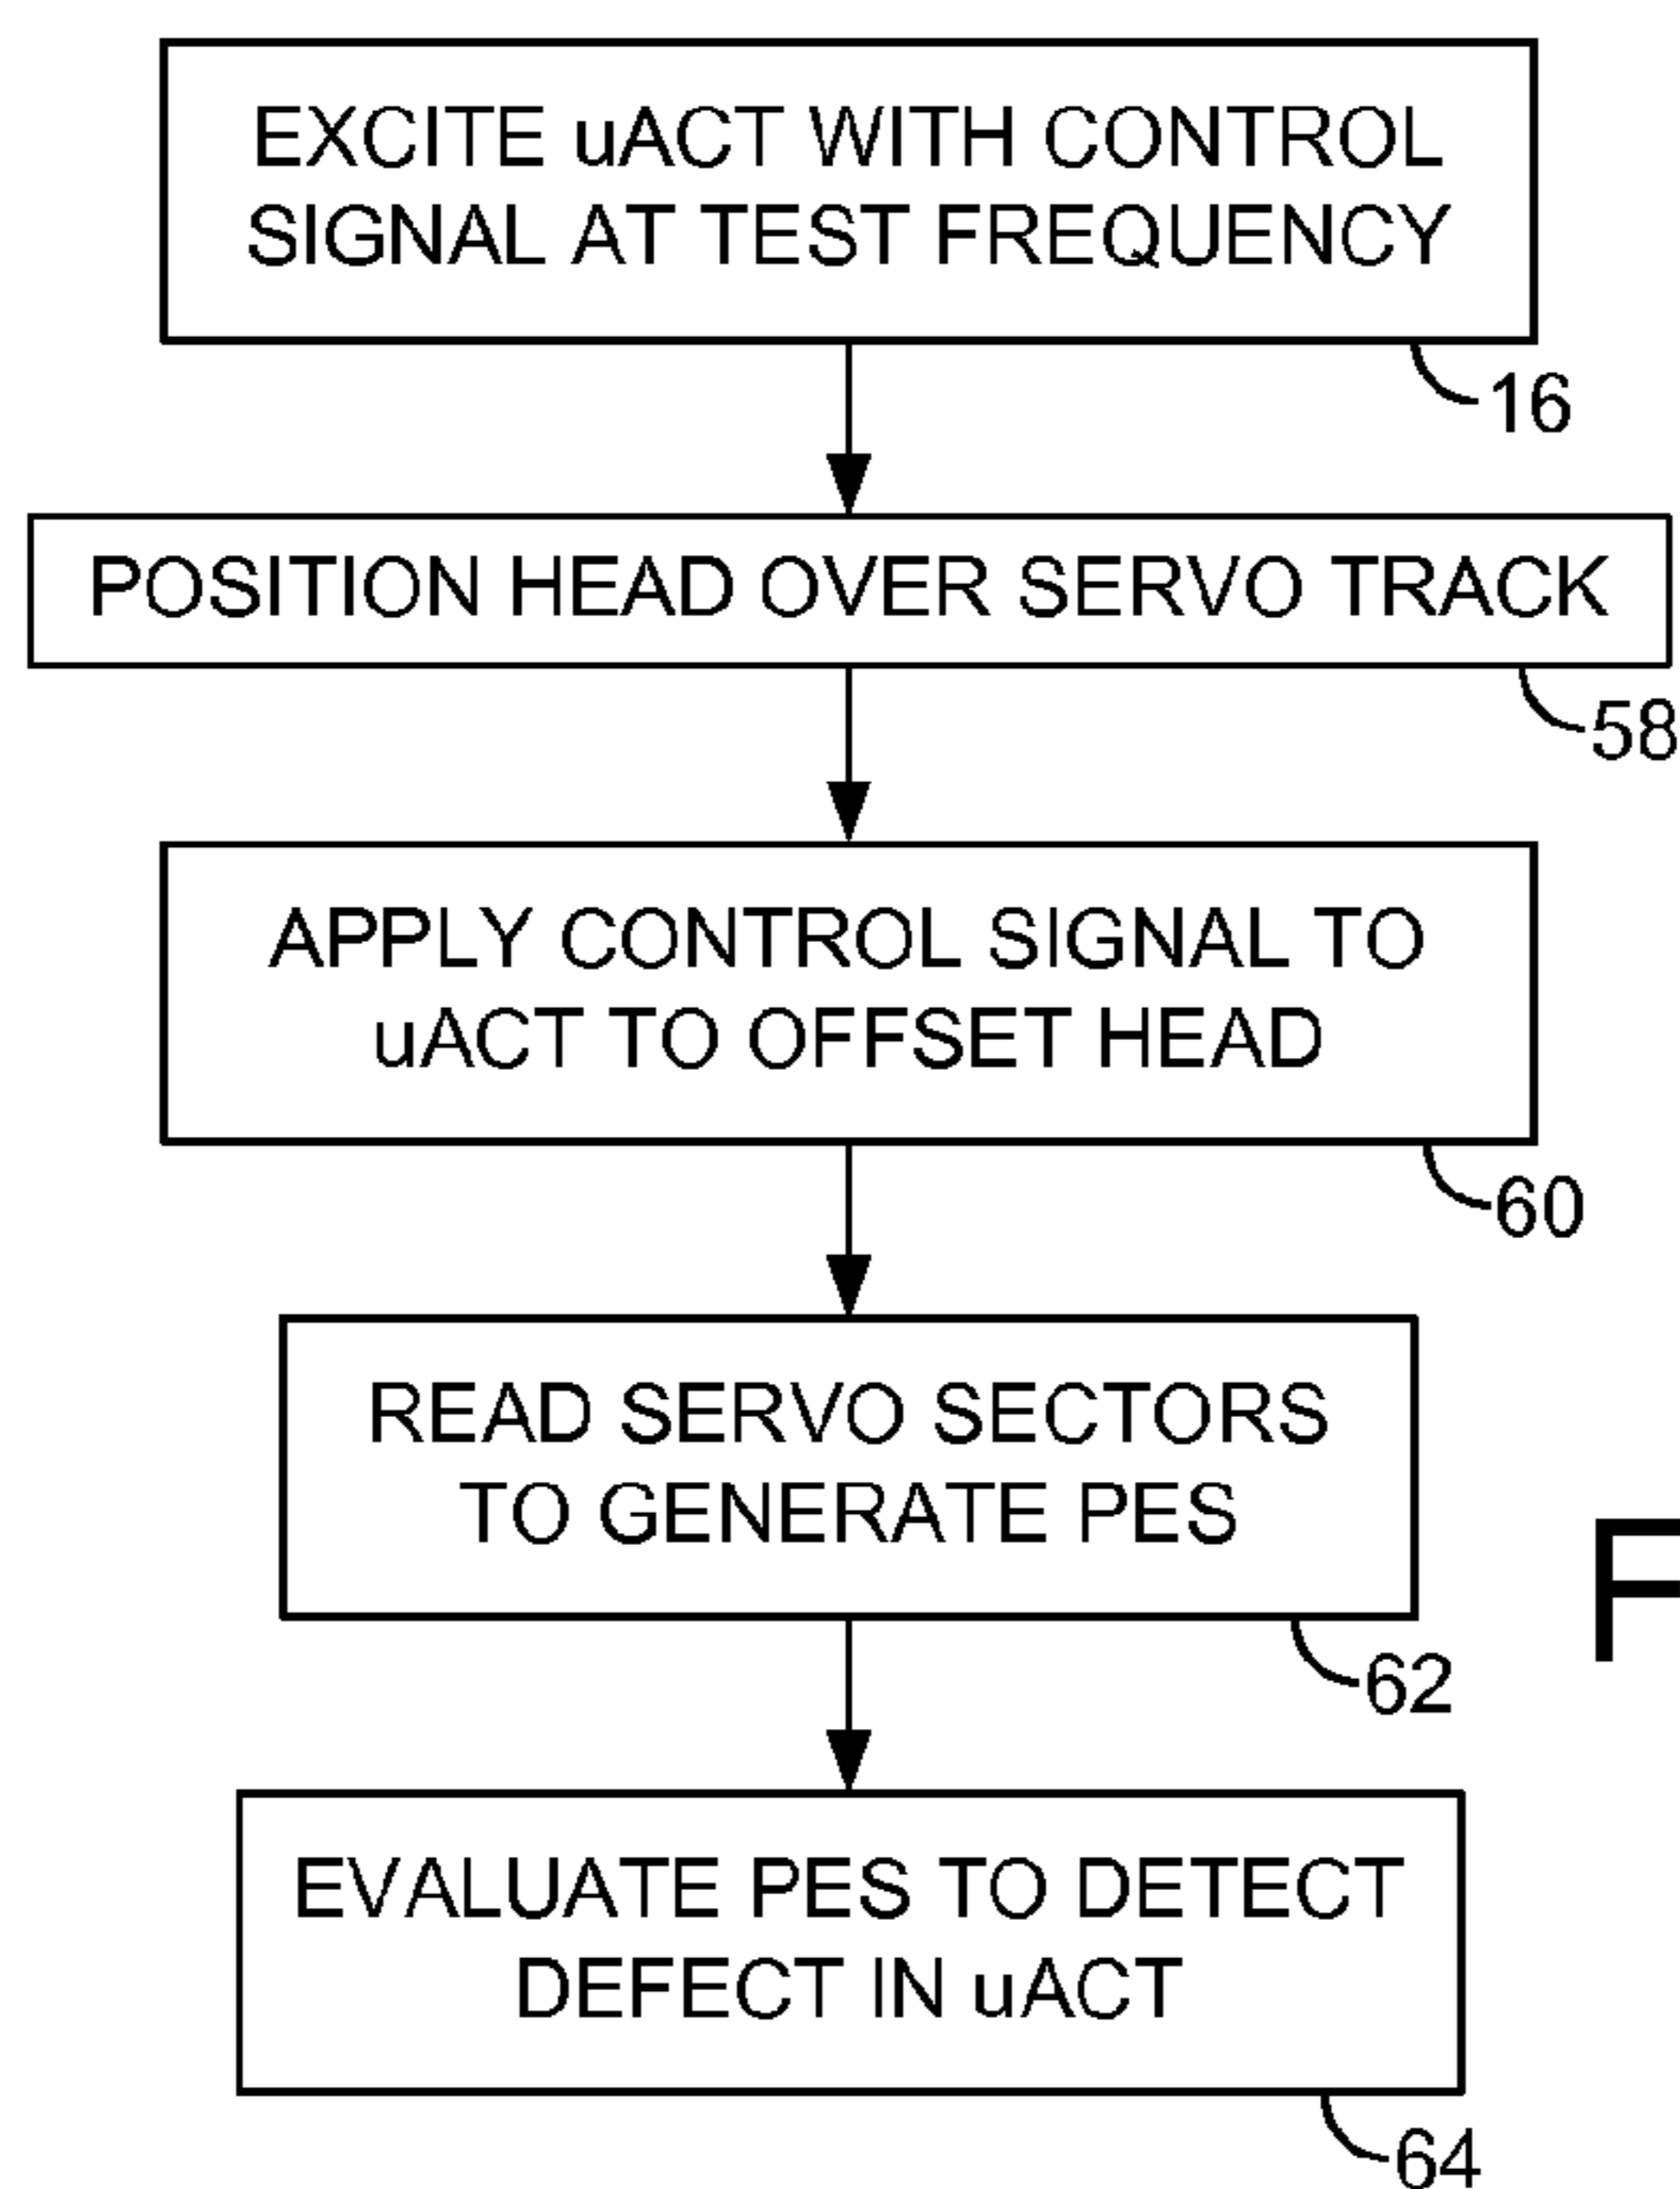 EXCITE uACT WITH CONTROL
SIGNAL AT TEST FREQUENCY
16
POSITION HEAD OVER SERVO TRACK
58
APPLY CONTROL SIGNAL TO
uACT TO OFFSET HEAD
60
READ SERVO SECTORS
TO GENERATE PES
F
62
EVALUATE PES TO DETECT
DEFECT IN uACT
64